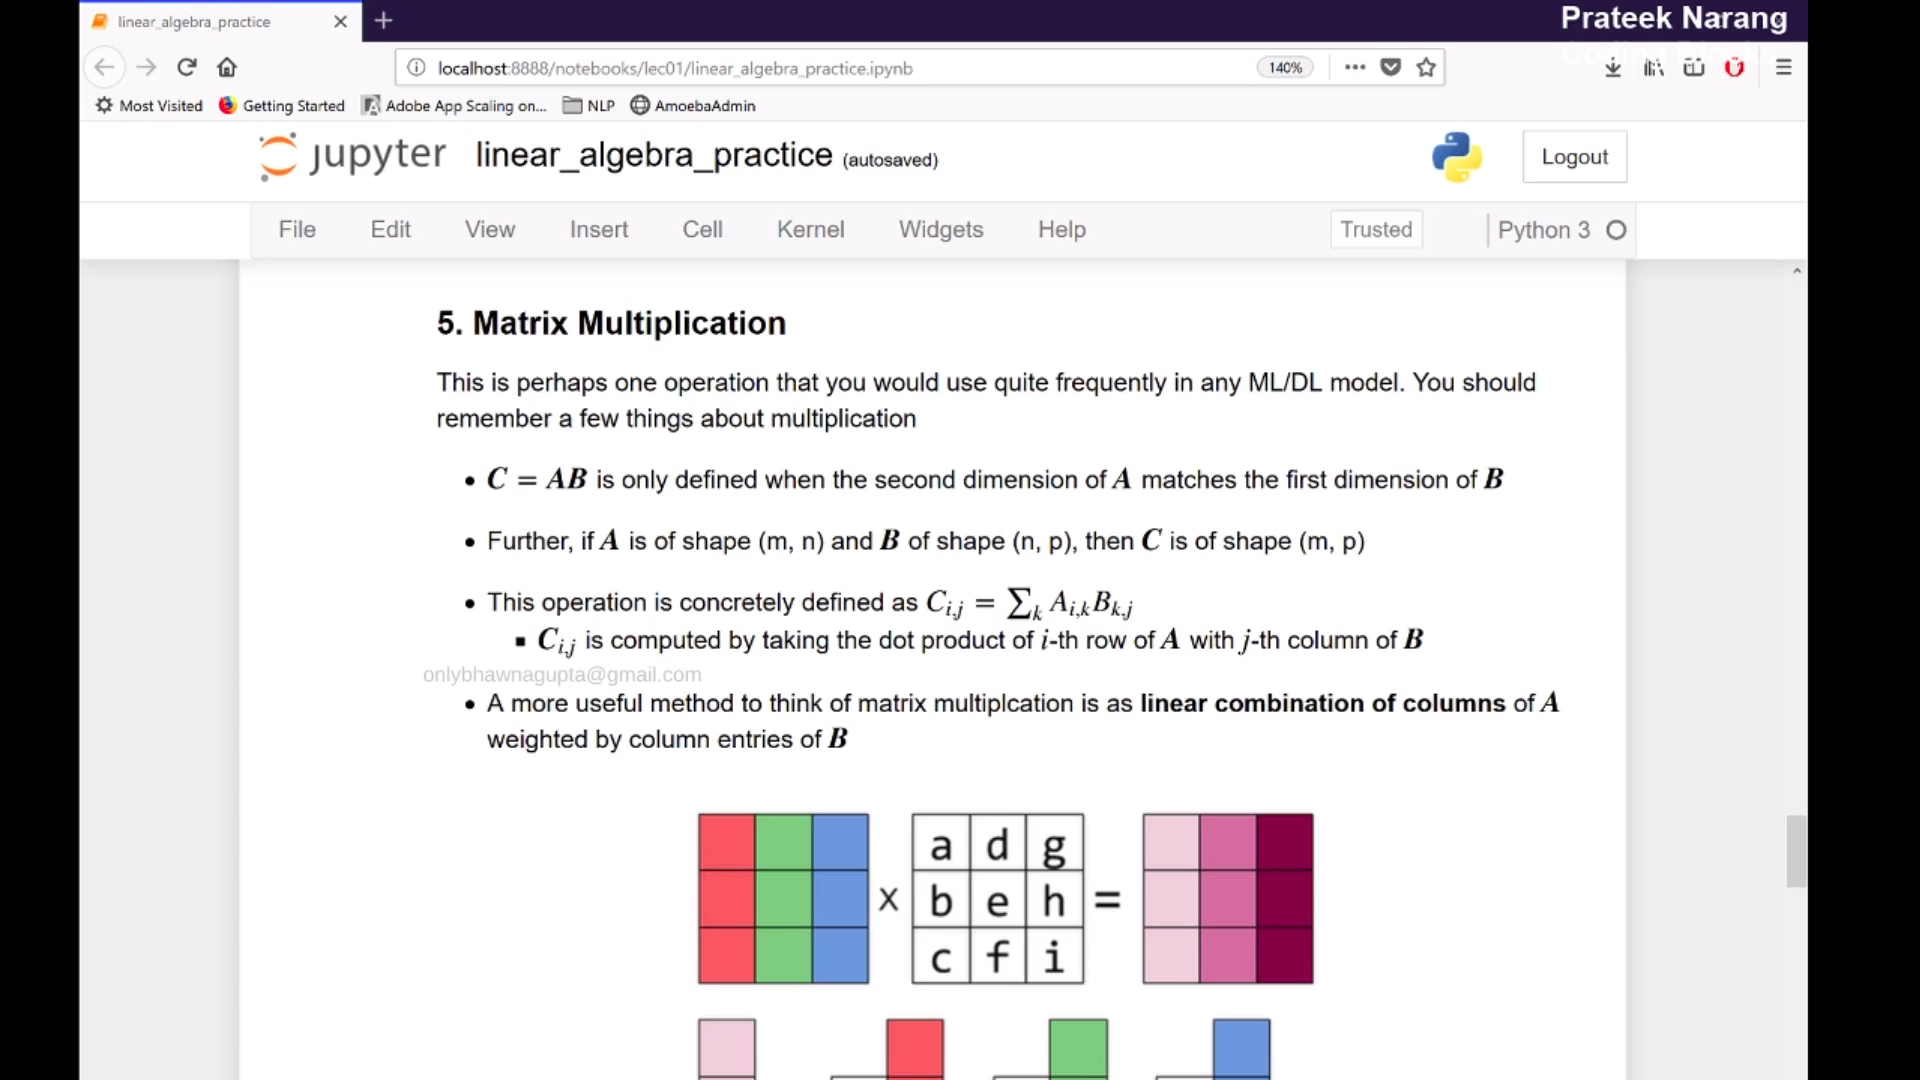 linear_algebra_practice
Prateek Narang
Coding Blocks
localhost:8888/notebooks/lec01/linear_algebra_practice.ipynb
140%
Most Visited Getting Started Adobe App Scaling on... NLP AmoebaAdmin
jupyter linear_algebra_practice (autosaved)
Logout
File Edit View Insert Cell Kernel Widgets Help Trusted Python 3
5. Matrix Multiplication
This is perhaps one operation that you would use quite frequently in any ML/DL model. You should
remember a few things about multiplication
• C = AB is only defined when the second dimension of A matches the first dimension of B
• Further, if A is of shape (m, n) and B of shape (n, p), then C is of shape (m, p)
• This operation is concretely defined as C_{i,j} = ∑_k A_{i,k}B_{k,j}
▪ C_{i,j} is computed by taking the dot product of i-th row of A with j-th column of B
onlybhawnagupta@gmail.com
• A more useful method to think of matrix multiplcation is as linear combination of columns of A
weighted by column entries of B
a d g
x b e h =
c f i